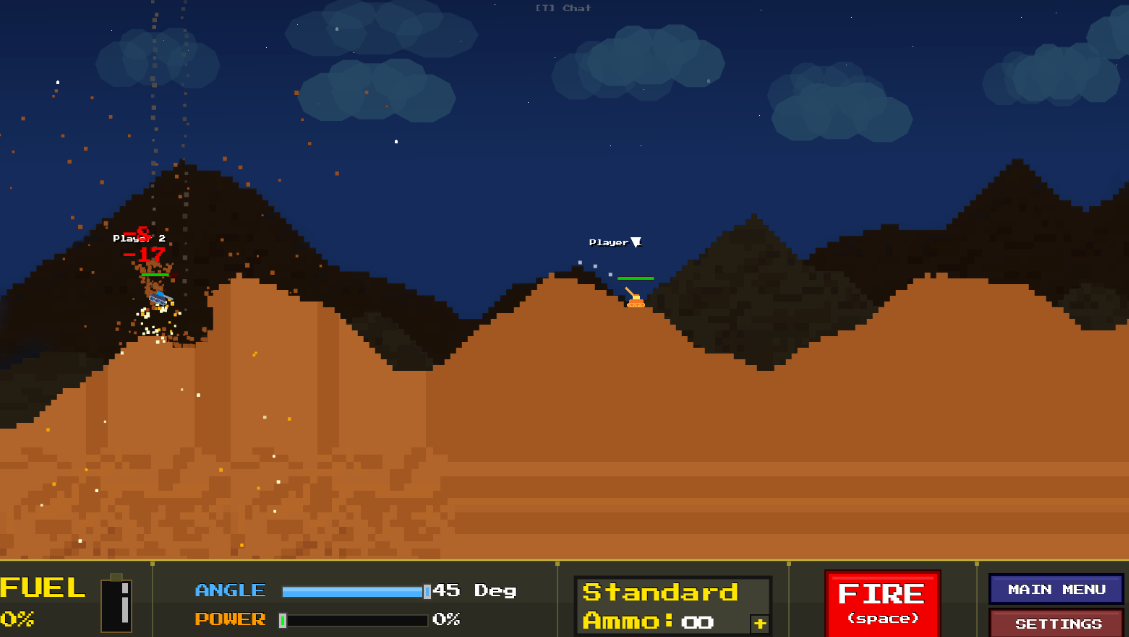 [T] Chat
Player 2
-8
-17
Player
FUEL
0%
ANGLE 45 Deg
POWER 0%
Standard
Ammo: ∞
+
FIRE
(space)
MAIN MENU
SETTINGS